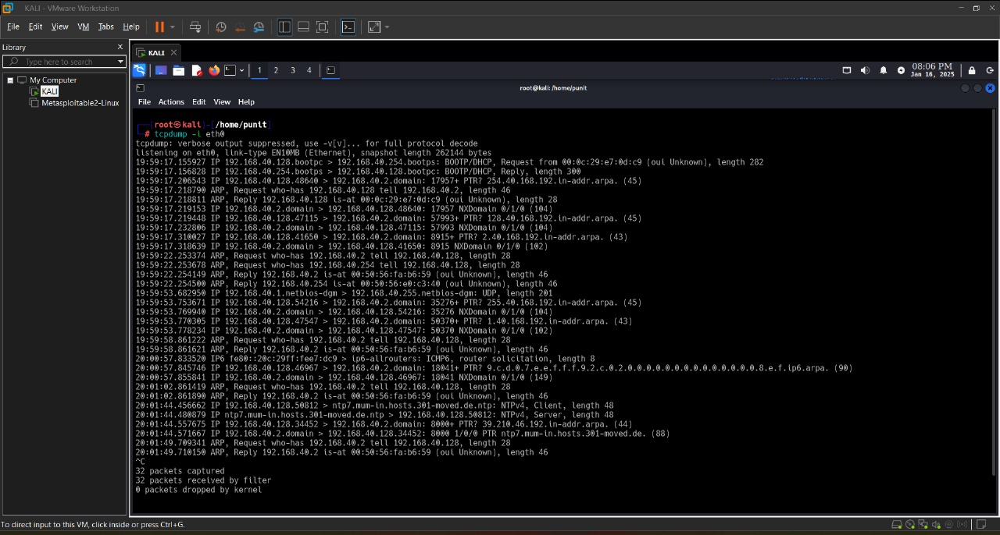 KALI - VMware Workstation
File Edit View VM Tabs Help
Library
Type here to search
My Computer
KALI
Metasploitable2-Linux
KALI
1 2 3 4
08:06 PM
Jan 16, 2025
root@kali: /home/punit
File Actions Edit View Help
root㉿kali)-[/home/punit]
# tcpdump -i eth0
tcpdump: verbose output suppressed, use -v[v]... for full protocol decode
listening on eth0, link-type EN10MB (Ethernet), snapshot length 262144 bytes
19:59:17.155927 IP 192.168.40.128.bootpc > 192.168.40.254.bootps: BOOTP/DHCP, Request from 00:0c:29:e7:0d:c9 (oui Unknown), length 282
19:59:17.156828 IP 192.168.40.254.bootps > 192.168.40.128.bootpc: BOOTP/DHCP, Reply, length 300
19:59:17.206543 IP 192.168.40.128.48640 > 192.168.40.2.domain: 17957+ PTR? 254.40.168.192.in-addr.arpa. (45)
19:59:17.218790 ARP, Request who-has 192.168.40.128 tell 192.168.40.2, length 46
19:59:17.218811 ARP, Reply 192.168.40.128 is-at 00:0c:29:e7:0d:c9 (oui Unknown), length 28
19:59:17.219153 IP 192.168.40.2.domain > 192.168.40.128.48640: 17957 NXDomain 0/1/0 (104)
19:59:17.219448 IP 192.168.40.128.47115 > 192.168.40.2.domain: 57993+ PTR? 128.40.168.192.in-addr.arpa. (45)
19:59:17.232806 IP 192.168.40.2.domain > 192.168.40.128.47115: 57993 NXDomain 0/1/0 (104)
19:59:17.310027 IP 192.168.40.128.41650 > 192.168.40.2.domain: 8915+ PTR? 2.40.168.192.in-addr.arpa. (43)
19:59:17.318639 IP 192.168.40.2.domain > 192.168.40.128.41650: 8915 NXDomain 0/1/0 (102)
19:59:22.253374 ARP, Request who-has 192.168.40.2 tell 192.168.40.128, length 28
19:59:22.253678 ARP, Request who-has 192.168.40.254 tell 192.168.40.128, length 28
19:59:22.254149 ARP, Reply 192.168.40.2 is-at 00:50:56:fa:b6:59 (oui Unknown), length 46
19:59:22.254500 ARP, Reply 192.168.40.254 is-at 00:50:56:e0:c3:40 (oui Unknown), length 46
19:59:53.682950 IP 192.168.40.1.netbios-dgm > 192.168.40.255.netbios-dgm: UDP, length 201
19:59:53.753671 IP 192.168.40.128.54216 > 192.168.40.2.domain: 35276+ PTR? 255.40.168.192.in-addr.arpa. (45)
19:59:53.769940 IP 192.168.40.2.domain > 192.168.40.128.54216: 35276 NXDomain 0/1/0 (104)
19:59:53.770305 IP 192.168.40.128.47547 > 192.168.40.2.domain: 50370+ PTR? 1.40.168.192.in-addr.arpa. (43)
19:59:53.778234 IP 192.168.40.2.domain > 192.168.40.128.47547: 50370 NXDomain 0/1/0 (102)
19:59:58.861222 ARP, Request who-has 192.168.40.2 tell 192.168.40.128, length 28
19:59:58.861621 ARP, Reply 192.168.40.2 is-at 00:50:56:fa:b6:59 (oui Unknown), length 46
20:00:57.833520 IP6 fe80::20c:29ff:fee7:dc9 > ip6-allrouters: ICMP6, router solicitation, length 8
20:00:57.845746 IP 192.168.40.128.46967 > 192.168.40.2.domain: 18041+ PTR? 9.c.d.0.7.e.e.f.f.f.9.2.c.0.2.0.0.0.0.0.0.0.0.0.0.0.0.0.0.8.e.f.ip6.arpa. (90)
20:00:57.855841 IP 192.168.40.2.domain > 192.168.40.128.46967: 18041 NXDomain 0/1/0 (149)
20:01:02.861419 ARP, Request who-has 192.168.40.2 tell 192.168.40.128, length 28
20:01:02.861890 ARP, Reply 192.168.40.2 is-at 00:50:56:fa:b6:59 (oui Unknown), length 46
20:01:44.456662 IP 192.168.40.128.50812 > ntp7.mum-in.hosts.301-moved.de.ntp: NTPv4, Client, length 48
20:01:44.480879 IP ntp7.mum-in.hosts.301-moved.de.ntp > 192.168.40.128.50812: NTPv4, Server, length 48
20:01:44.557675 IP 192.168.40.128.34452 > 192.168.40.2.domain: 8000+ PTR? 39.210.46.192.in-addr.arpa. (44)
20:01:44.571667 IP 192.168.40.2.domain > 192.168.40.128.34452: 8000 1/0/0 PTR ntp7.mum-in.hosts.301-moved.de. (88)
20:01:49.709341 ARP, Request who-has 192.168.40.2 tell 192.168.40.128, length 28
20:01:49.710150 ARP, Reply 192.168.40.2 is-at 00:50:56:fa:b6:59 (oui Unknown), length 46
^C
32 packets captured
32 packets received by filter
0 packets dropped by kernel
To direct input to this VM, click inside or press Ctrl+G.